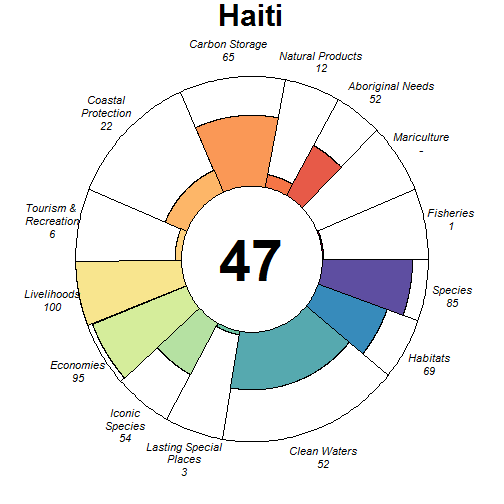 Haiti
Carbon Storage
65
Natural Products
12
Aboriginal Needs
52
Mariculture
-
Fisheries
1
Species
85
Habitats
69
Clean Waters
52
Lasting Special
Places
3
Iconic
Species
54
Economies
95
Livelihoods
100
Tourism &
Recreation
6
Coastal
Protection
22
47